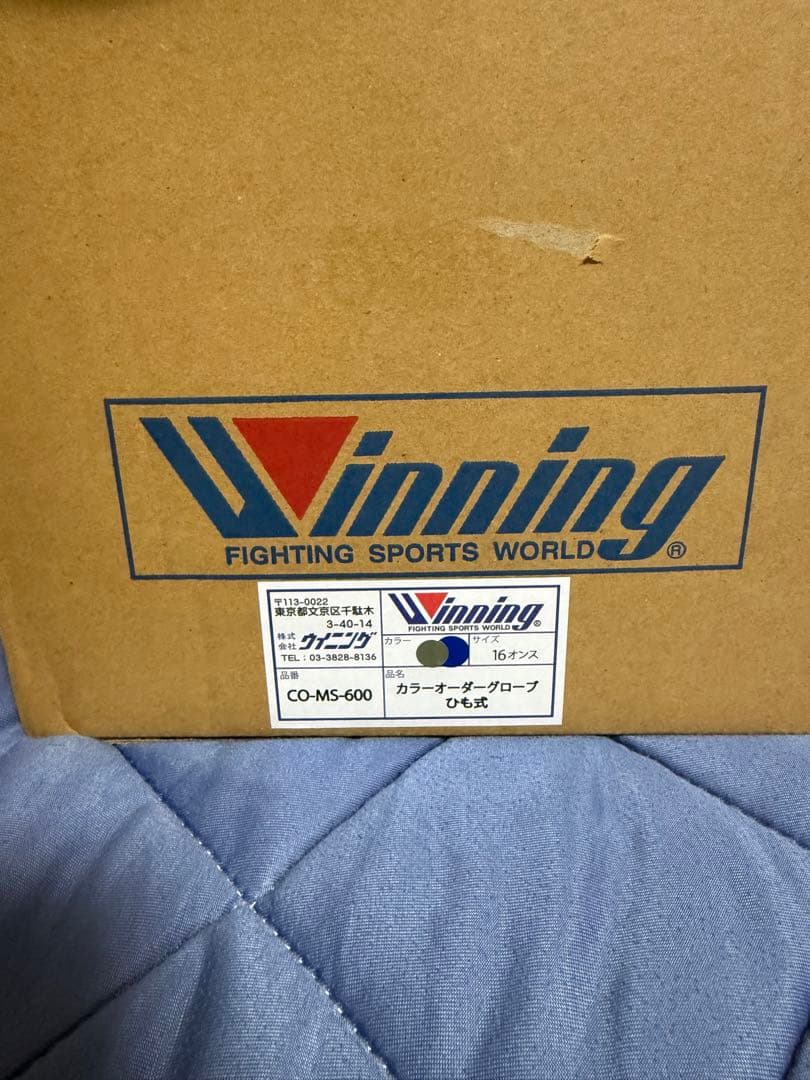 Winning
FIGHTING SPORTS WORLD®
〒113-0022
東京都文京区千駄木
3-40-14
株式会社 ウイニング
TEL：03-3828-8136
Winning
FIGHTING SPORTS WORLD®
カラー
サイズ
16オンス
品番
CO-MS-600
品名
カラーオーダーグローブ
ひも式